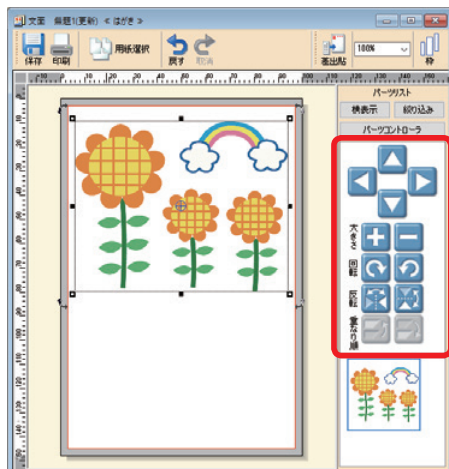 文面 無題1(更新) ≪ はがき ≫
保存 印刷 用紙選択 戻す 取消 差出貼 100% 枠
パーツリスト
横表示 絞り込み
パーツコントローラ
大きさ
回転
反転
重なり順